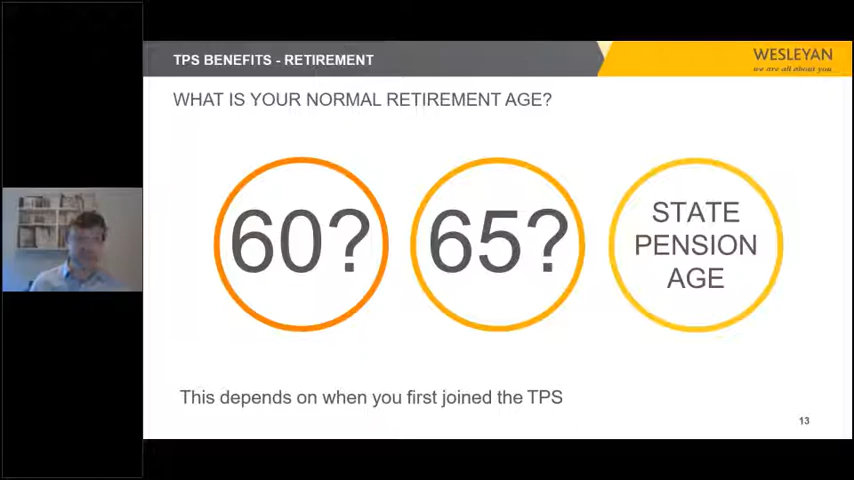 TPS BENEFITS - RETIREMENT
WESLEYAN
we are all about you...
WHAT IS YOUR NORMAL RETIREMENT AGE?
60?
65?
STATE
PENSION
AGE
This depends on when you first joined the TPS
13